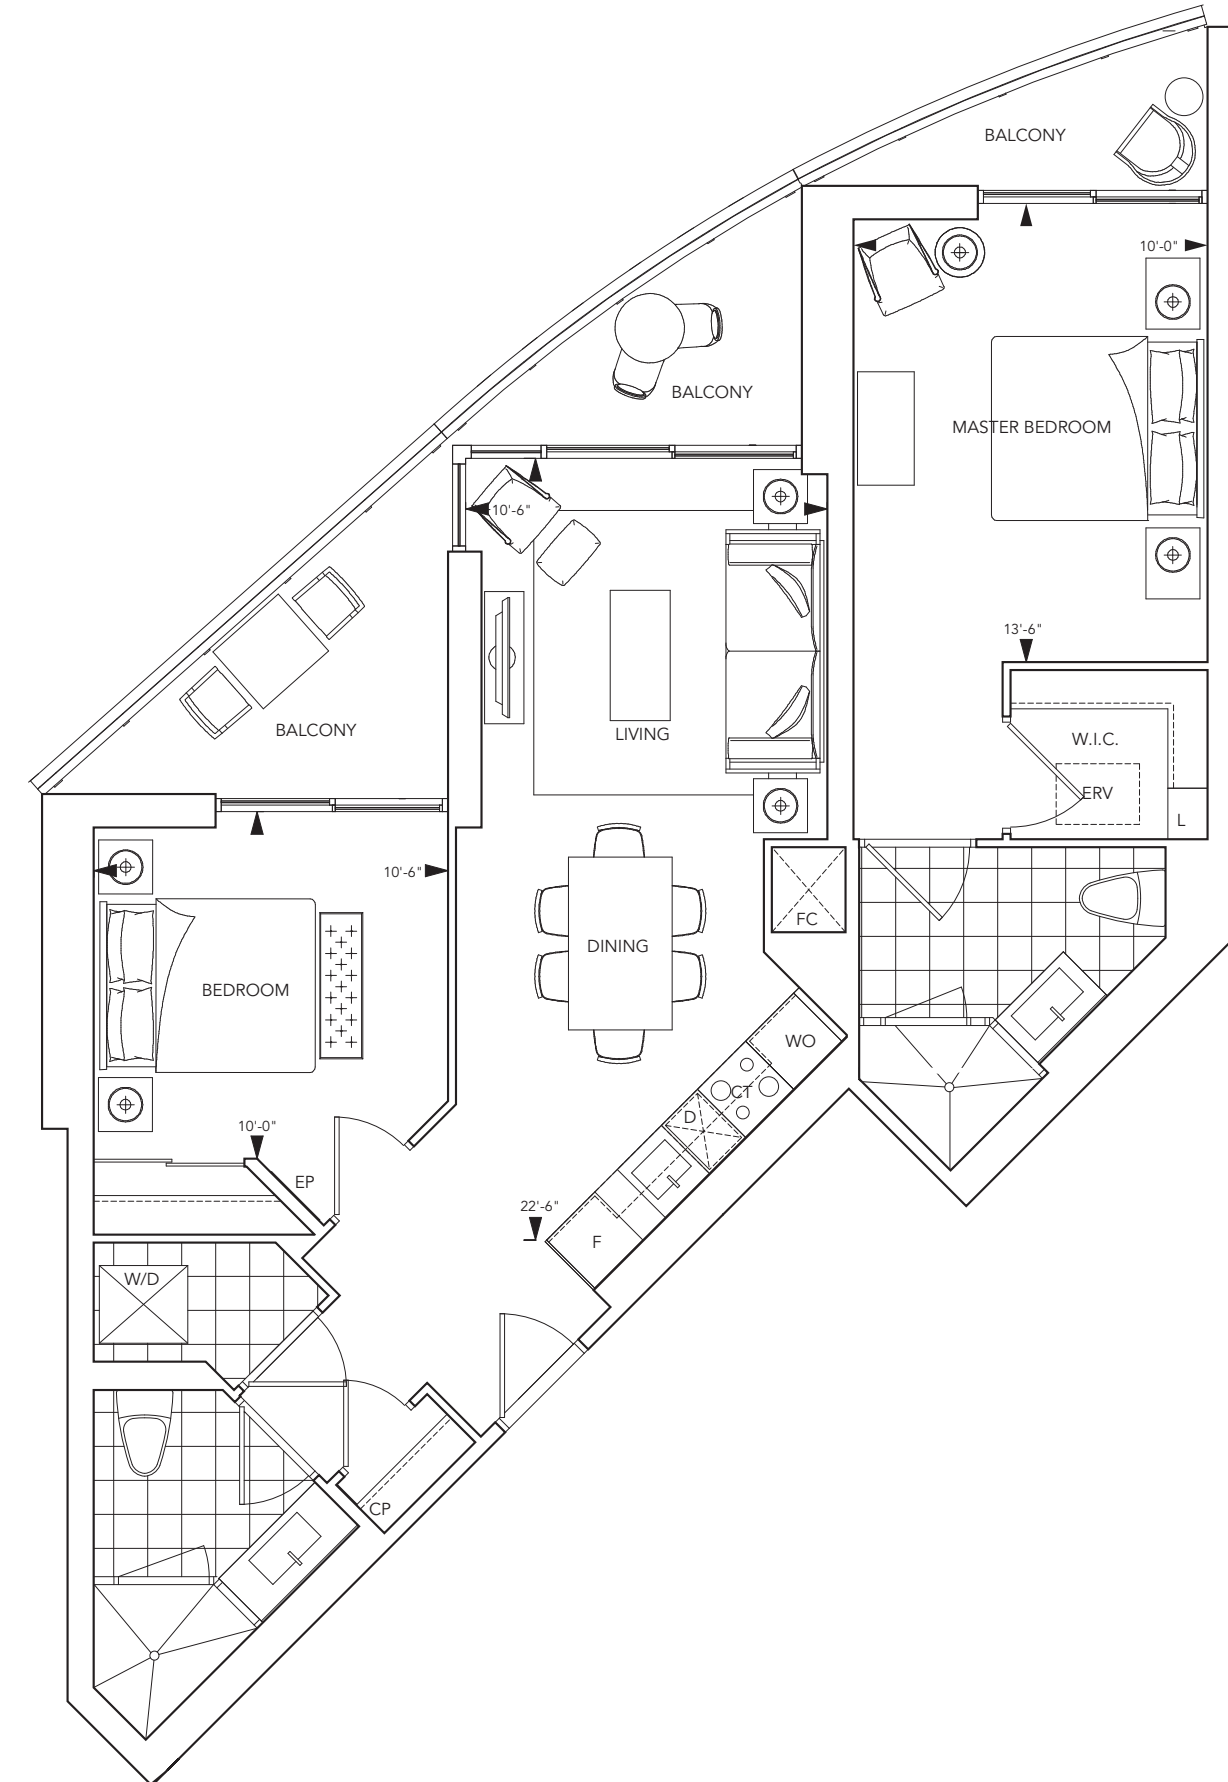 BALCONY
10'-0"
BALCONY
MASTER BEDROOM
10'-6"
13'-6"
BALCONY
LIVING
W.I.C.
ERV
L
10'-6"
FC
DINING
BEDROOM
WO
CT
D
10'-0"
EP
22'-6"
F
W/D
CP